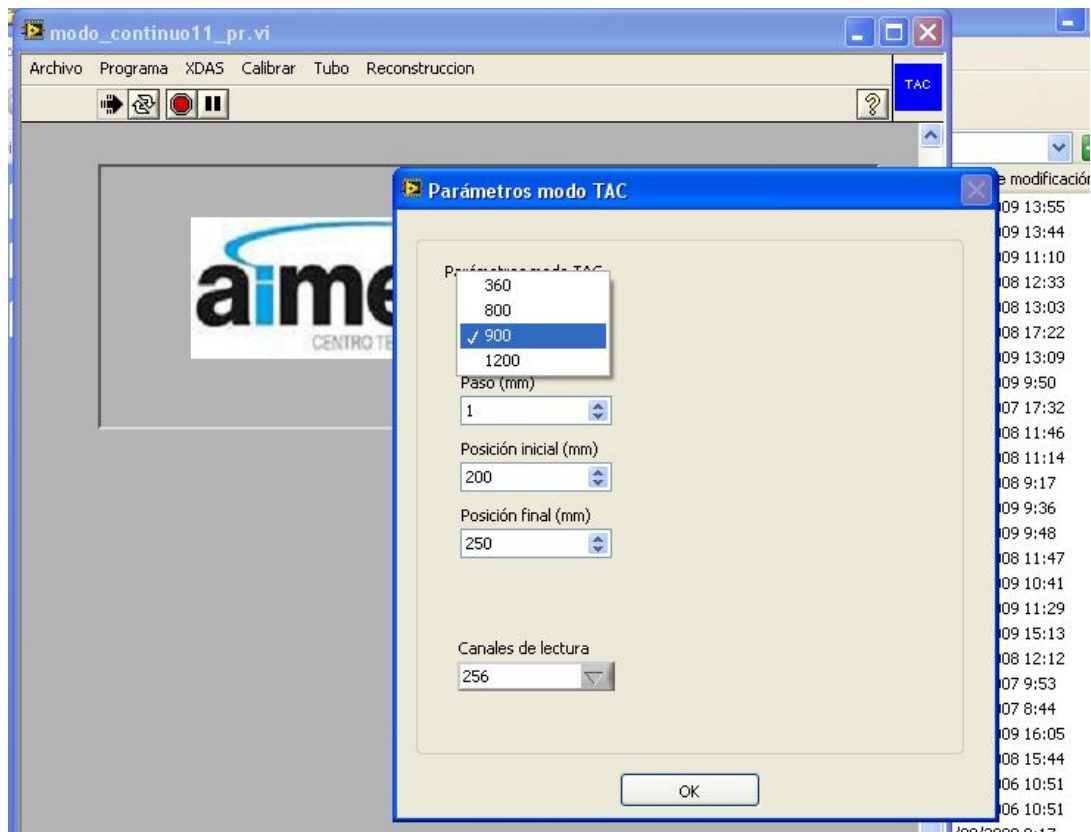 modo_continuo11_pr.vi
Archivo Programa XDAS Calibrar Tubo Reconstruccion
TAC
Parámetros modo TAC
Parámetros modo TAC
360
800
✓ 900
1200
Paso (mm)
1
Posición inicial (mm)
200
Posición final (mm)
250
Canales de lectura
256
OK
aime
CENTRO TE
e modificación
09 13:55
09 13:44
09 11:10
08 12:33
08 13:03
08 17:22
09 13:09
09 9:50
07 17:32
08 11:46
08 11:14
08 9:17
09 9:36
09 9:48
08 11:47
09 10:41
09 11:29
09 15:13
08 12:12
07 9:53
07 8:44
09 16:05
08 15:44
06 10:51
06 10:51